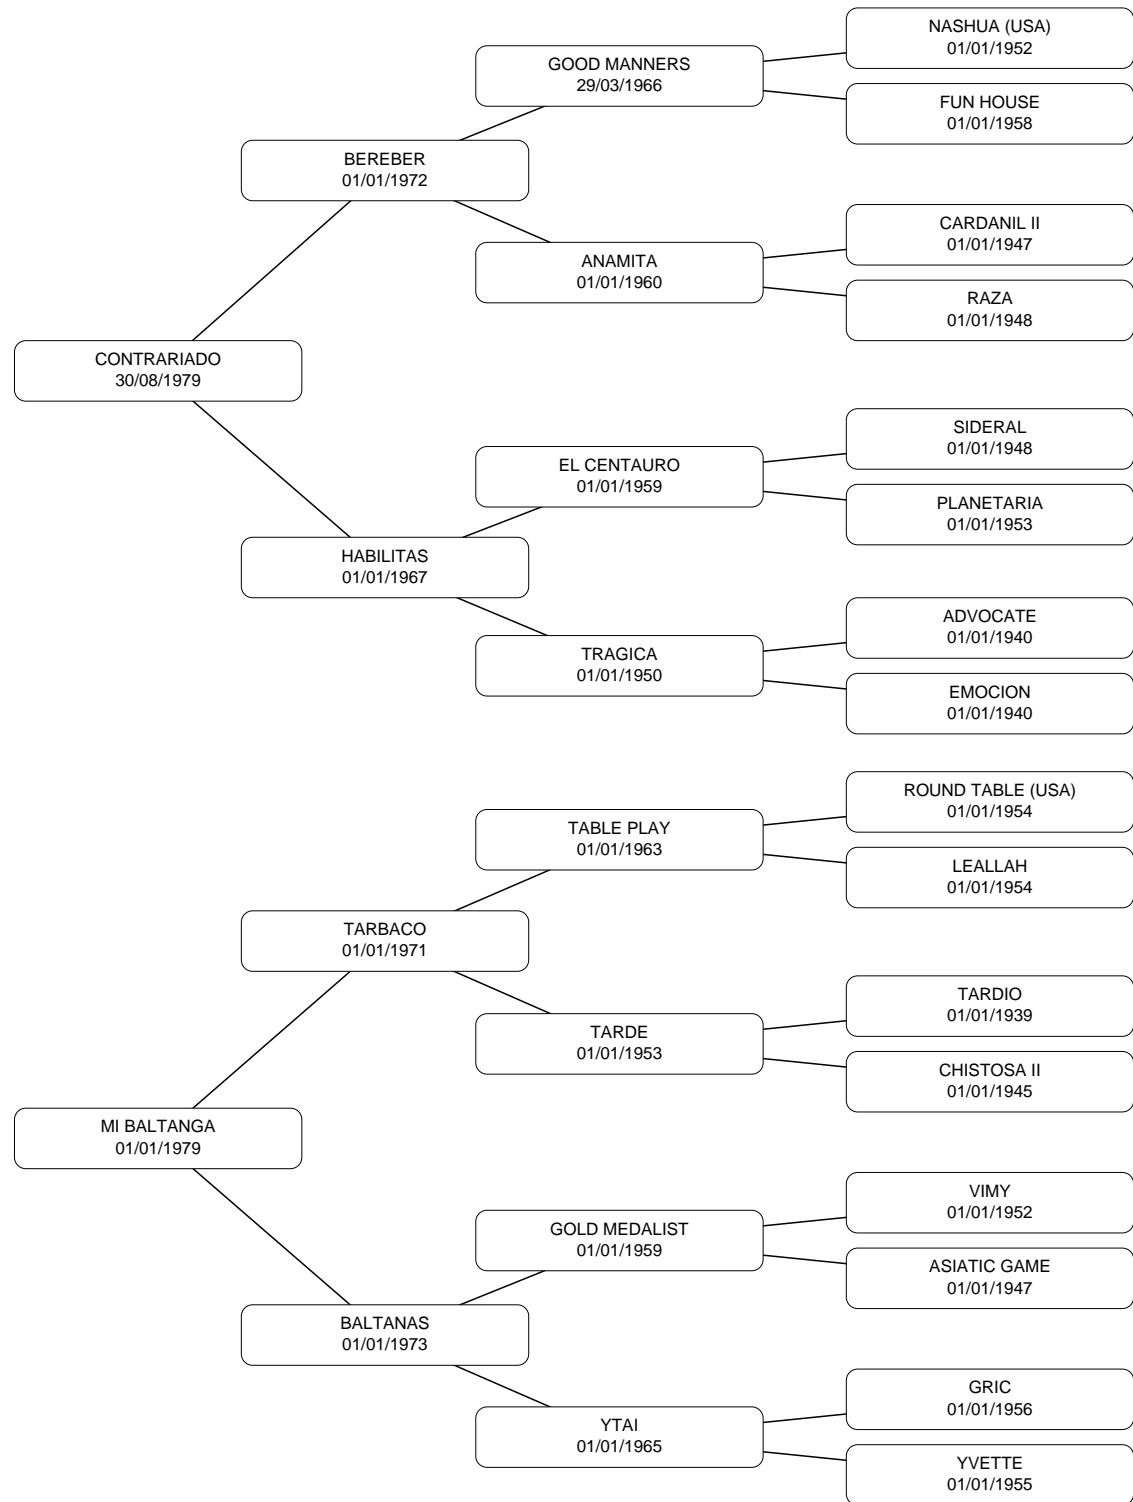 NASHUA (USA)
01/01/1952
GOOD MANNERS
29/03/1966
FUN HOUSE
01/01/1958
BEREBER
01/01/1972
CARDANIL II
01/01/1947
ANAMITA
01/01/1960
RAZA
01/01/1948
CONTRARIADO
30/08/1979
SIDERAL
01/01/1948
EL CENTAURO
01/01/1959
PLANETARIA
01/01/1953
HABILITAS
01/01/1967
ADVOCATE
01/01/1940
TRAGICA
01/01/1950
EMOCION
01/01/1940
ROUND TABLE (USA)
01/01/1954
TABLE PLAY
01/01/1963
LEALLAH
01/01/1954
TARBACO
01/01/1971
TARDIO
01/01/1939
TARDE
01/01/1953
CHISTOSA II
01/01/1945
MI BALTANGA
01/01/1979
VIMY
01/01/1952
GOLD MEDALIST
01/01/1959
ASIATIC GAME
01/01/1947
BALTANAS
01/01/1973
GRIC
01/01/1956
YTAI
01/01/1965
YVETTE
01/01/1955